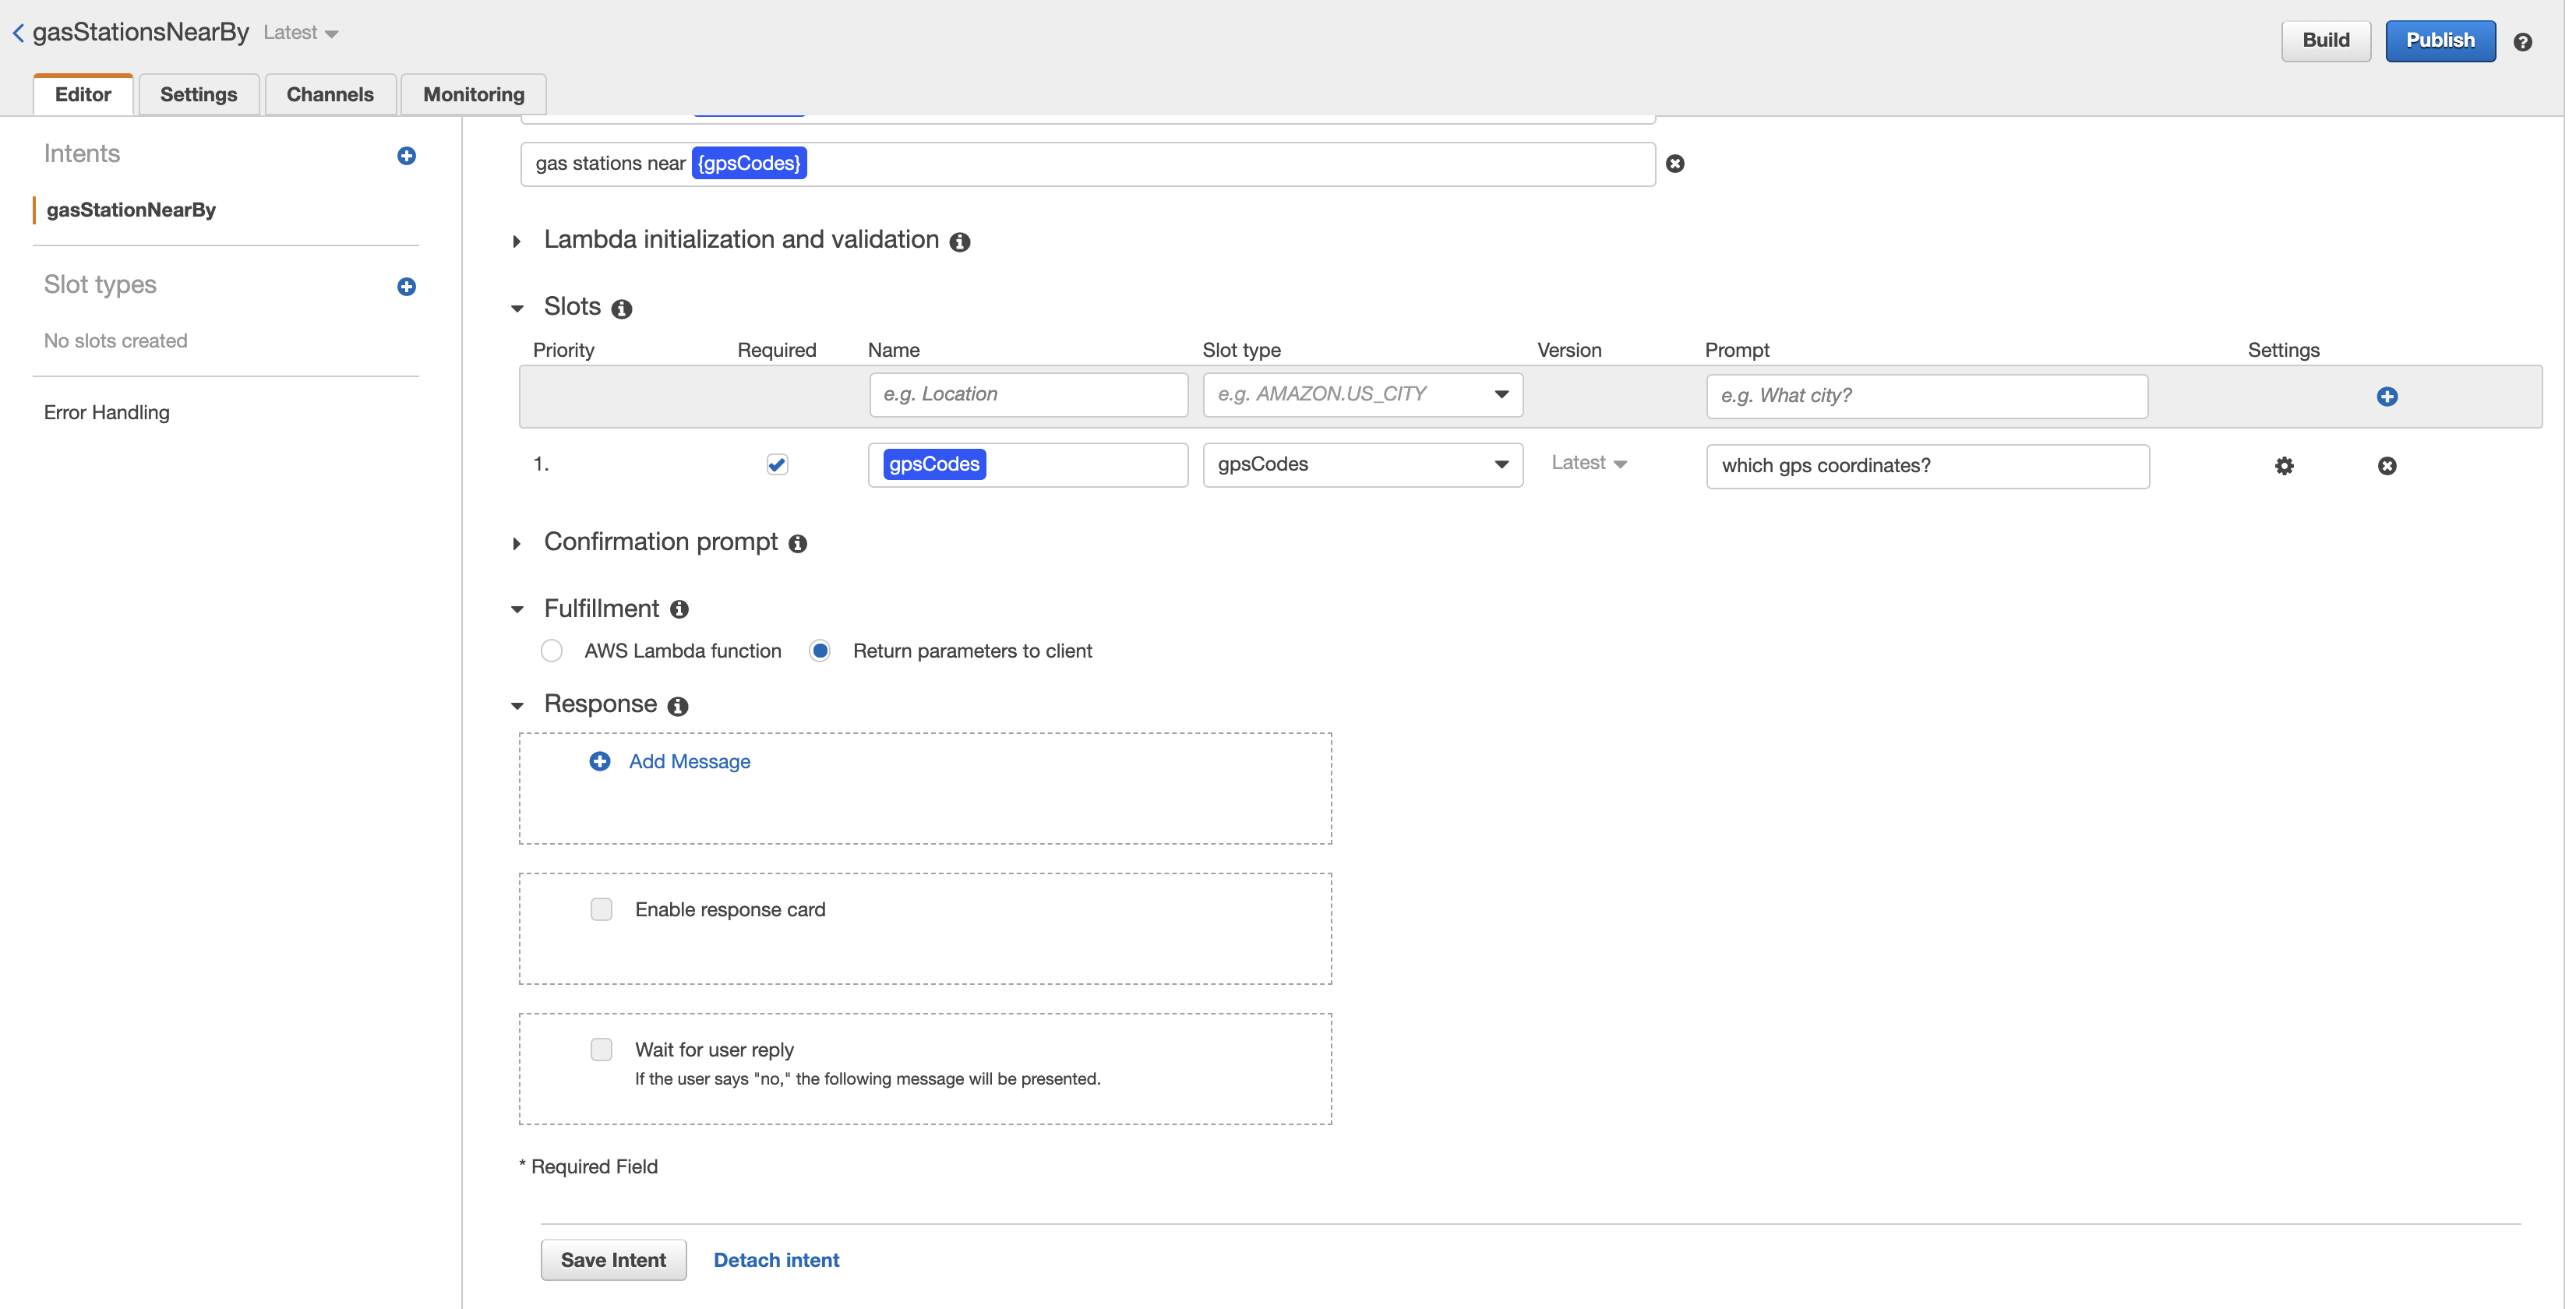 gasStationsNearBy Latest
Build Publish
Editor Settings Channels Monitoring
Intents
gasStationNearBy
Slot types
No slots created
Error Handling
gas stations near {gpsCodes}
Lambda initialization and validation
Slots
Priority Required Name Slot type Version Prompt Settings
e.g. Location e.g. AMAZON.US_CITY e.g. What city?
1. gpsCodes gpsCodes Latest which gps coordinates?
Confirmation prompt
Fulfillment
AWS Lambda function Return parameters to client
Response
Add Message
Enable response card
Wait for user reply
If the user says "no," the following message will be presented.
* Required Field
Save Intent Detach intent